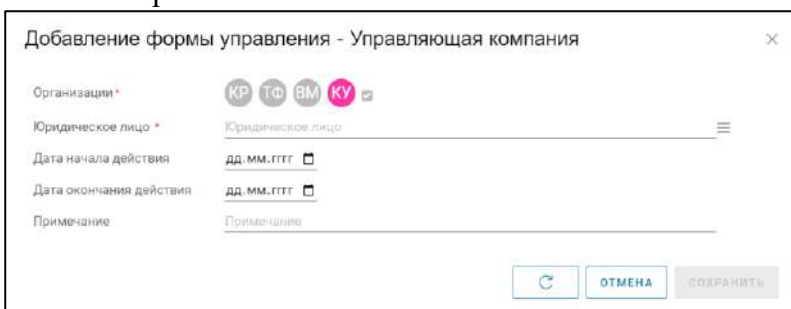 Добавление формы управления - Управляющая компания
Организации *
КР ТФ ВМ КУ
Юридическое лицо * Юридическое лицо
Дата начала действия дд.мм.гггг
Дата окончания действия дд.мм.гггг
Примечание Примечание
ОТМЕНА СОХРАНИТЬ